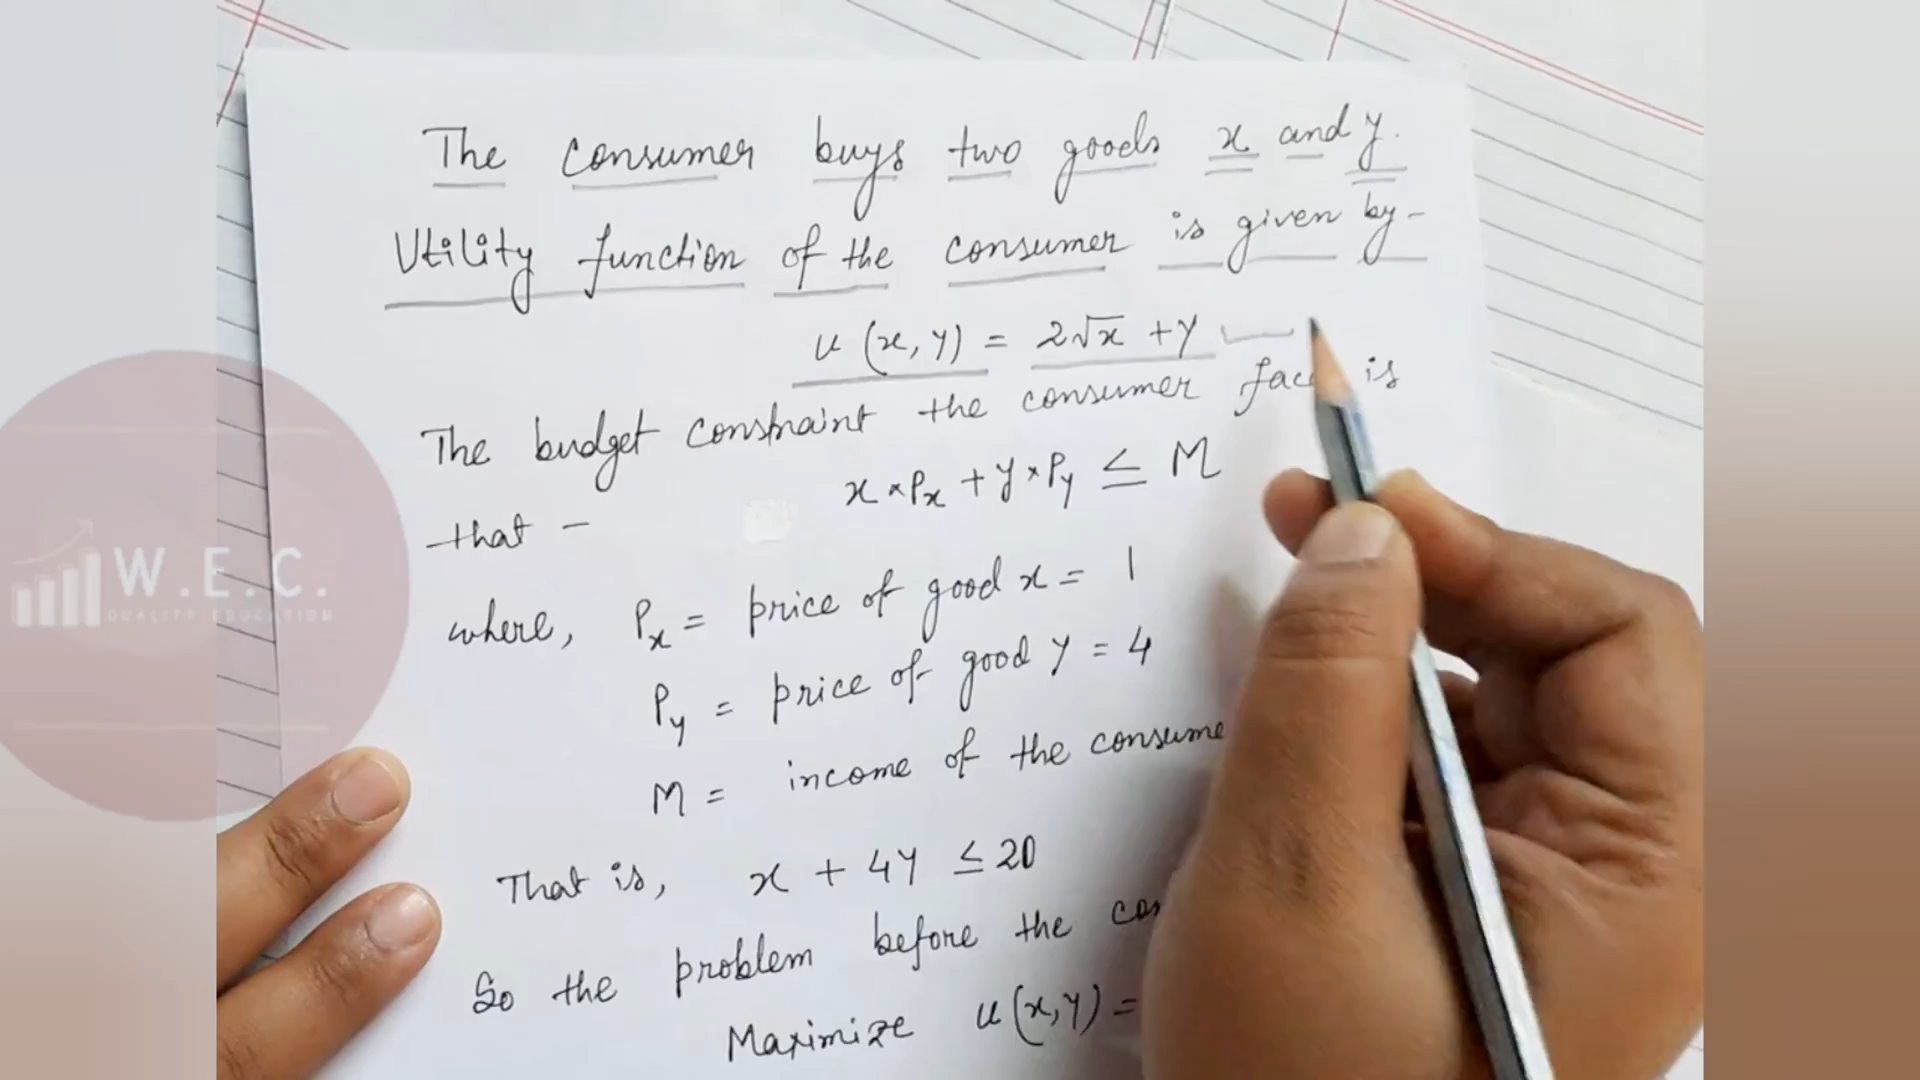 The consumer buys two goods x and y.
Utility function of the consumer is given by -
u (x, y) = 2√x + y
The budget constraint the consumer is
that - x × Px + y × Py ≤ M
where, Px = price of good x = 1
Py = price of good y = 4
M = income of the
That is, x + 4y ≤ 20
So the problem before the
Maximize u (x, y) =
W.E.C.
QUALITY EDUCATION